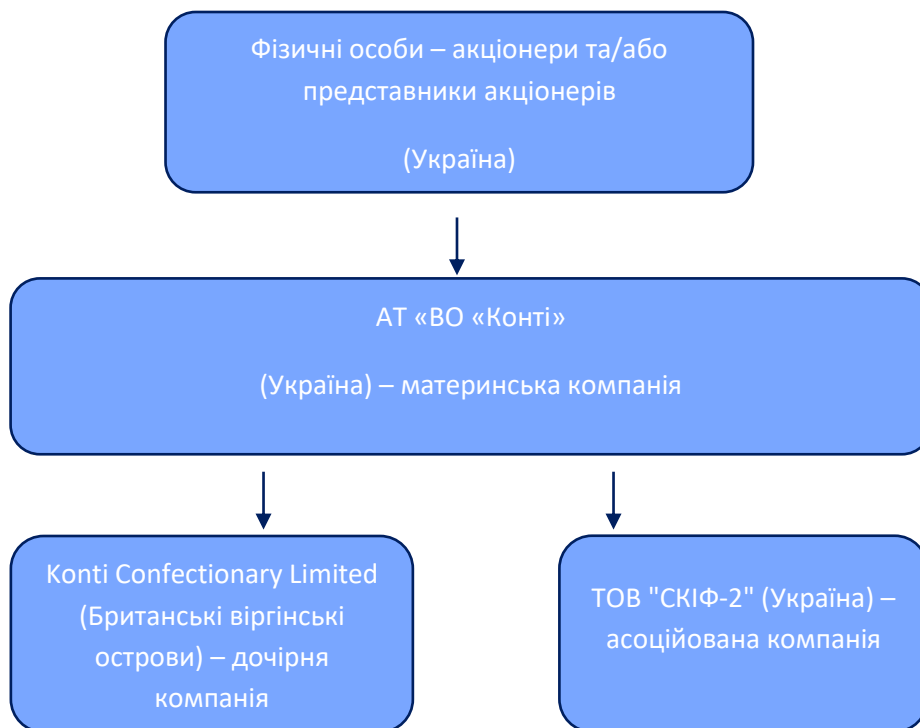 Фізичні особи – акціонери та/або
представники акціонерів
(Україна)
АТ «ВО «Конті»
(Україна) – материнська компанія
Konti Confectionary Limited
(Британські віргінські
острови) – дочірня
компанія
ТОВ "СКІФ-2" (Україна) –
асоційована компанія